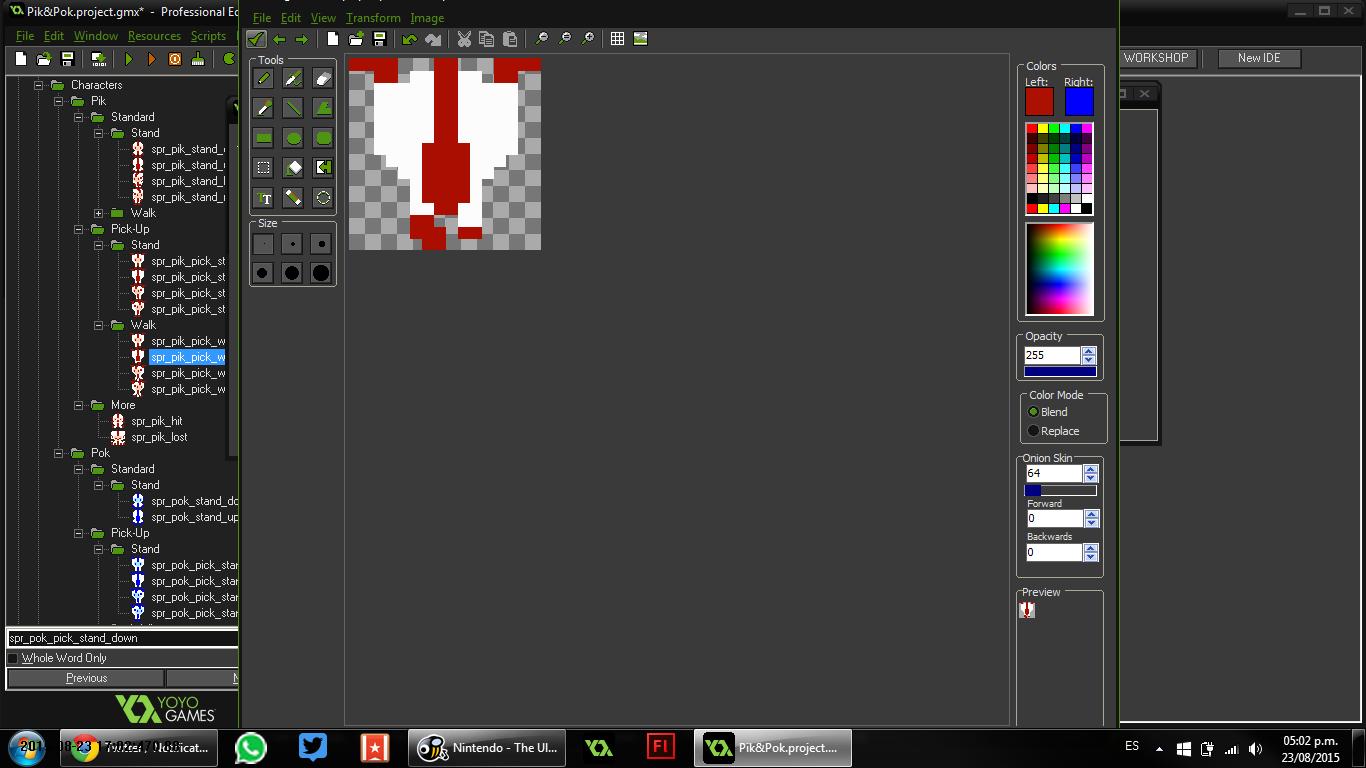 Pik&Pok.project.gmx* - Professional Ed
File Edit Window Resources Scripts
File Edit View Transform Image
WORKSHOP
New IDE
Characters
Pik
Standard
Stand
spr_pik_stand_
spr_pik_stand_
spr_pik_stand_l
spr_pik_stand_r
Walk
Pick-Up
Stand
spr_pik_pick_st
spr_pik_pick_st
spr_pik_pick_st
spr_pik_pick_st
Walk
spr_pik_pick_w
spr_pik_pick_w
spr_pik_pick_w
spr_pik_pick_w
More
spr_pik_hit
spr_pik_lost
Pok
Standard
Stand
spr_pok_stand_do
spr_pok_stand_up
Pick-Up
Stand
spr_pok_pick_star
spr_pok_pick_star
spr_pok_pick_star
spr_pok_pick_star
spr_pok_pick_stand_down
Whole Word Only
Previous
N
YOYO
GAMES
Tools
TT
Size
Colors
Left:
Right:
Opacity
255
Color Mode
Blend
Replace
Onion Skin
64
Forward
0
Backwards
0
Preview
Nintendo - The Ul...
Fl
Pik&Pok.project....
ES
05:02 p.m.
23/08/2015